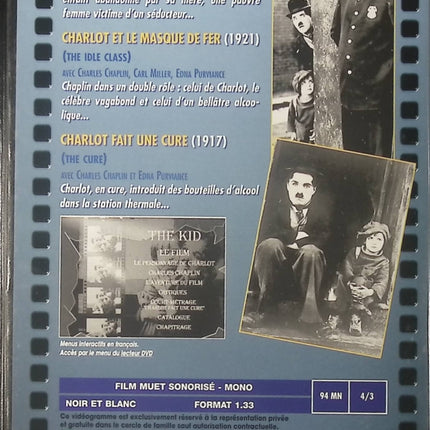 enfant abandonné par sa mère, une pauvre
femme victime d'un séducteur...
CHARLOT ET LE MASQUE DE FER (1921)
(THE IDLE CLASS)
AVEC CHARLES CHAPLIN, CARL MILLER, EDNA PURVIANCE
Chaplin dans un double rôle : celui de Charlot, le
célèbre vagabond et celui d'un bellâtre alcoo-
lique...
CHARLOT FAIT UNE CURE (1917)
(THE CURE)
AVEC CHARLES CHAPLIN ET EDNA PURVIANCE
Charlot, en cure, introduit des bouteilles d'alcool
dans la station thermale...
THE KID
LE FILM
LE PERSONNAGE DE CHARLOT
CHARLES CHAPLIN
L'AVENTURE DU FILM
CRITIQUES
COURT-METRAGE
"CHARLOT FAIT UNE CURE"
CATALOGUE
CHAPITRAGE
Menus interactifs en français.
Accès par le menu du lecteur DVD
FILM MUET SONORISÉ - MONO
NOIR ET BLANC FORMAT 1.33
94 MN
4/3
Ce vidéogramme est exclusivement réservé à la représentation privée
et gratuite dans le cercle de famille sauf autorisation contractuelle.